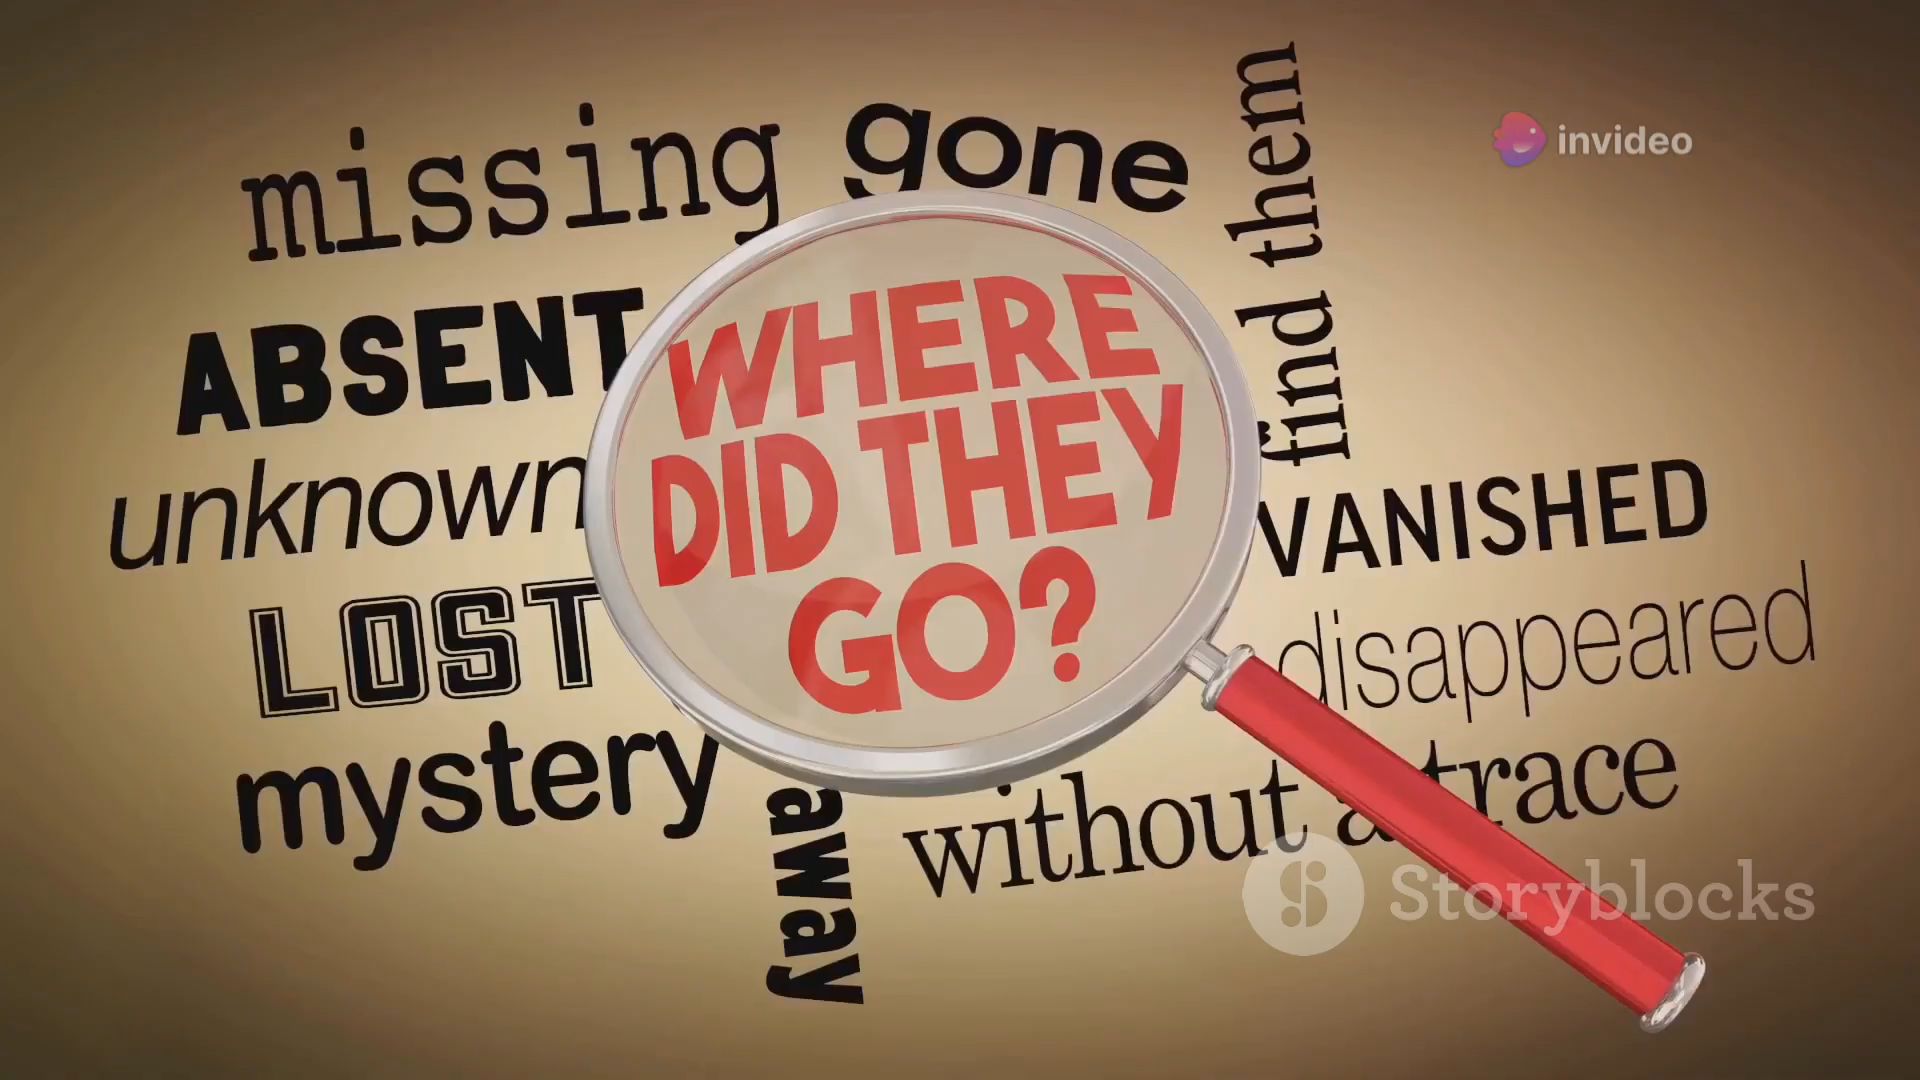 missing
gone
find them
invideo
ABSENT
WHERE
DID THEY
GO?
unknown
VANISHED
LOST
disappeared
mystery
without a trace
away
Storyblocks